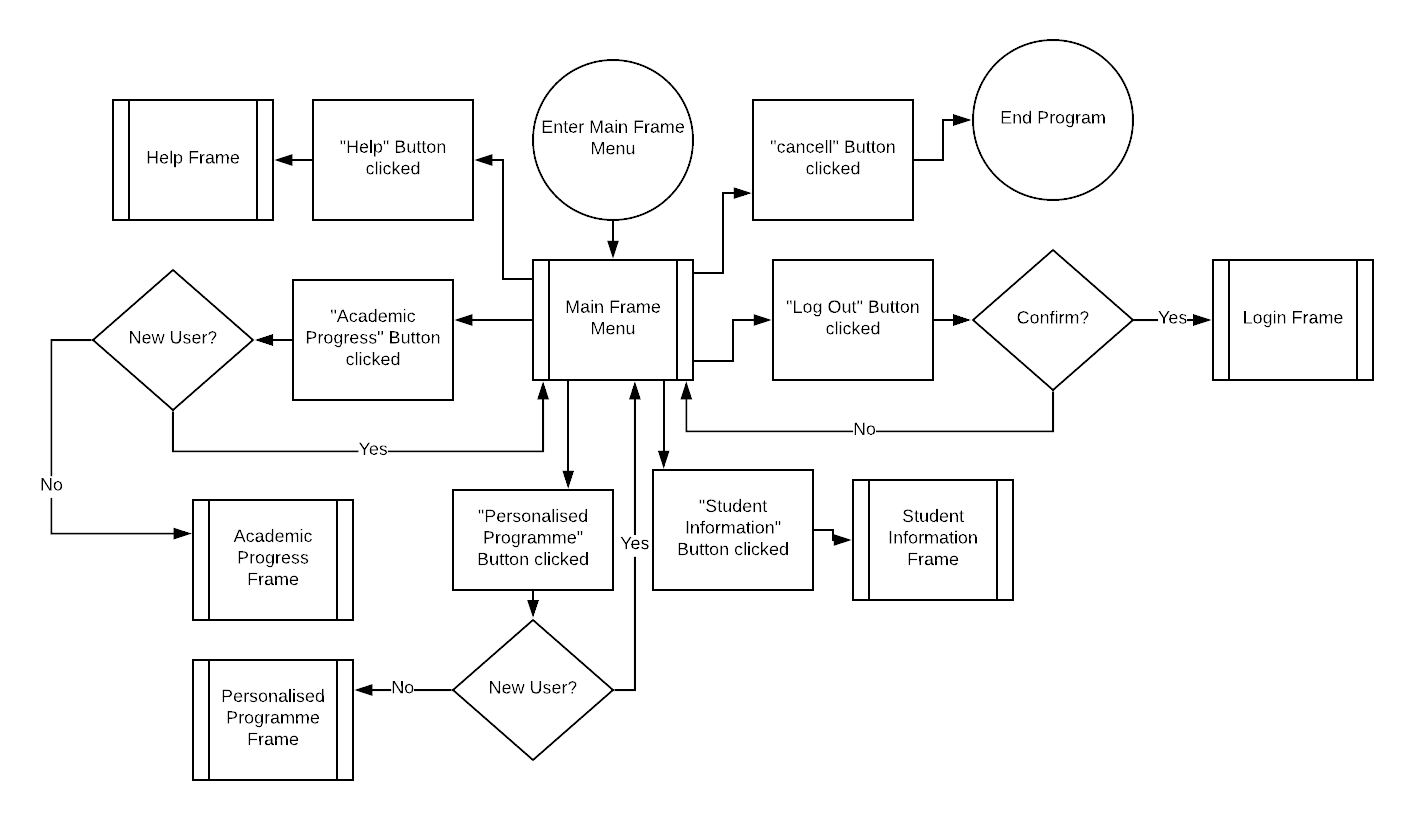 Enter Main Frame
Menu
End Program
Help Frame
"Help" Button
clicked
"cancell" Button
clicked
Main Frame
Menu
"Log Out" Button
clicked
Confirm?
Yes
Login Frame
New User?
"Academic
Progress" Button
clicked
No
Yes
No
Academic
Progress
Frame
"Personalised
Programme"
Button clicked
Yes
"Student
Information"
Button clicked
Student
Information
Frame
Personalised
Programme
Frame
No
New User?